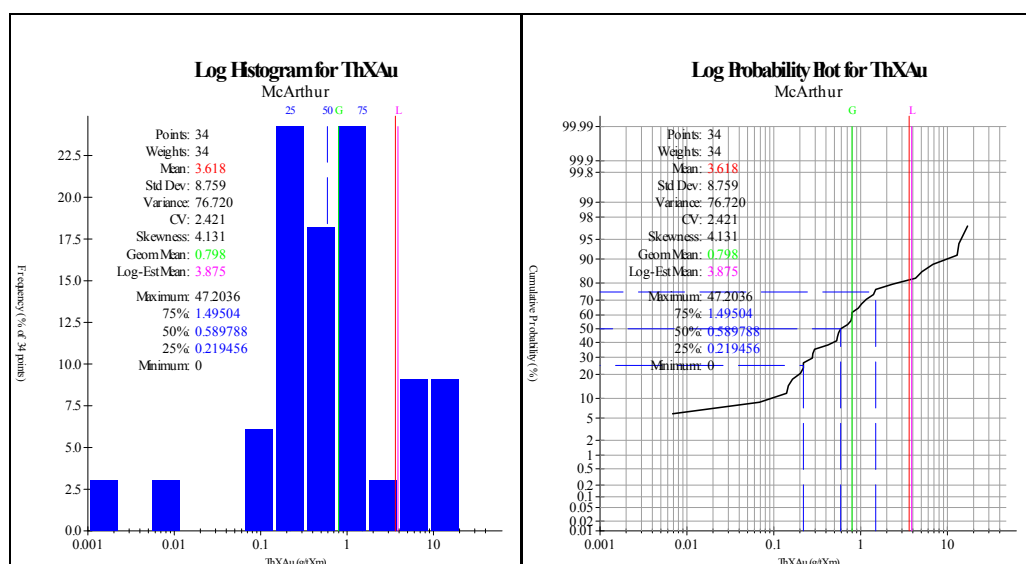 Log Histogram for ThXAu
McArthur
25 50 G 75 L
Points: 34
Weights: 34
Mean: 3.618
Std Dev: 8.759
Variance: 76.720
CV: 2.421
Skewness: 4.131
Geom Mean: 0.798
Log-Est Mean: 3.875
Maximum: 47.2036
75%: 1.49504
50%: 0.589788
25%: 0.219456
Minimum: 0
Frequency (% of 34 points)
22.5
20.0
17.5
15.0
12.5
10.0
7.5
5.0
2.5
0.0
0.001 0.01 0.1 1 10
ThXAu (g/tXm)
Log Probability Plot for ThXAu
McArthur
G L
Points: 34
Weights: 34
Mean: 3.618
Std Dev: 8.759
Variance: 76.720
CV: 2.421
Skewness: 4.131
Geom Mean: 0.798
Log-Est Mean: 3.875
Maximum: 47.2036
75%: 1.49504
50%: 0.589788
25%: 0.219456
Minimum: 0
Cumulative Probability (%)
99.99
99.9
99.8
99
98
95
90
80
70
60
50
40
30
20
10
5
2
1
0.5
0.2
0.1
0.05
0.02
0.01
0.001 0.01 0.1 1 10
ThXAu (g/tXm)